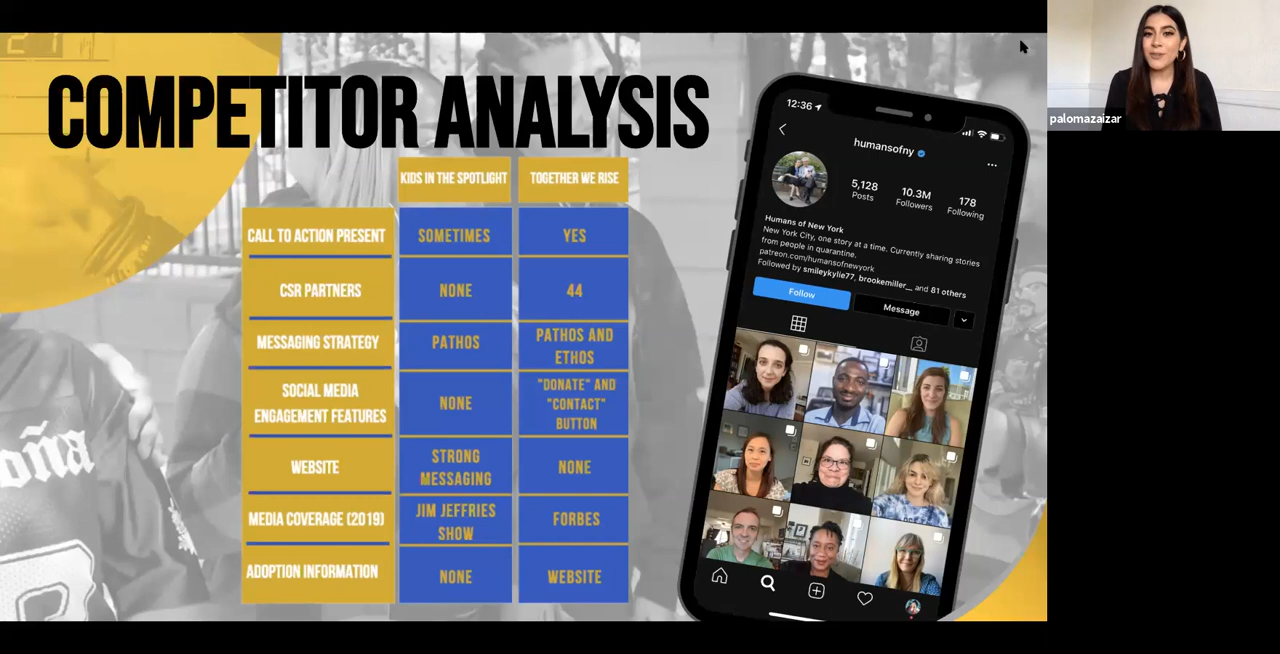 COMPETITOR ANALYSIS
KIDS IN THE SPOTLIGHT
TOGETHER WE RISE
CALL TO ACTION PRESENT
SOMETIMES
YES
CSR PARTNERS
NONE
44
MESSAGING STRATEGY
PATHOS
PATHOS AND
ETHOS
SOCIAL MEDIA
ENGAGEMENT FEATURES
NONE
"DONATE" AND
"CONTACT"
BUTTON
WEBSITE
STRONG
MESSAGING
NONE
MEDIA COVERAGE (2019)
JIM JEFFRIES
SHOW
FORBES
ADOPTION INFORMATION
NONE
WEBSITE
12:36
humansofny
5,128
Posts
10.3M
Followers
178
Following
Humans of New York
New York City, one story at a time. Currently sharing stories
from people in quarantine.
patreon.com/humansofnewyork
Followed by smileykylie77, brookemiller__ and 81 others
Follow
Message
palomazaizar
oña